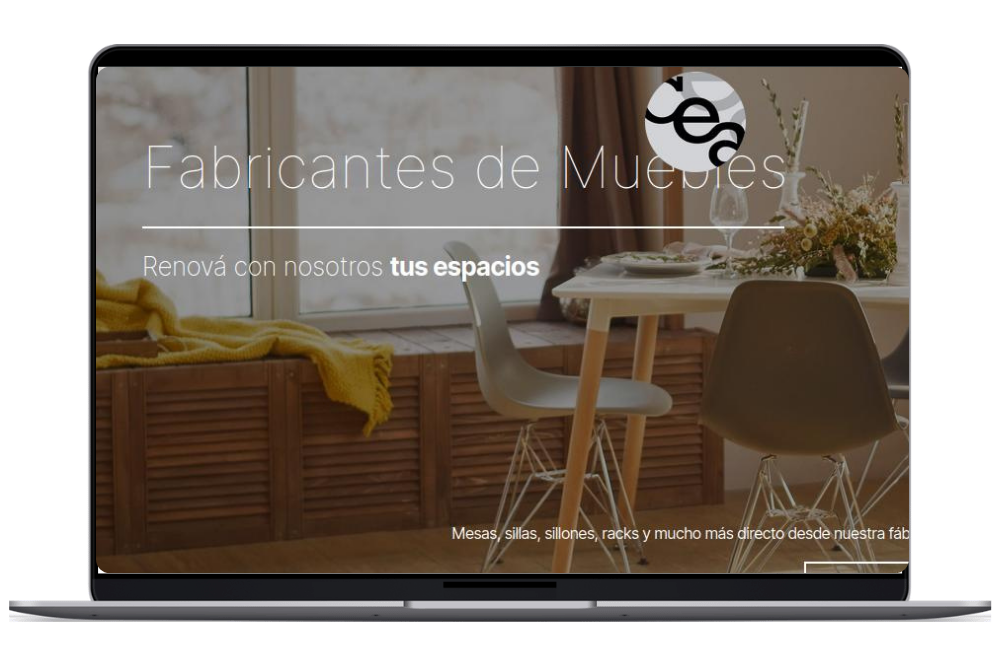 Fabricantes de Muebles
Renová con nosotros tus espacios
Mesas, sillas, sillones, racks y mucho más directo desde nuestra fáb